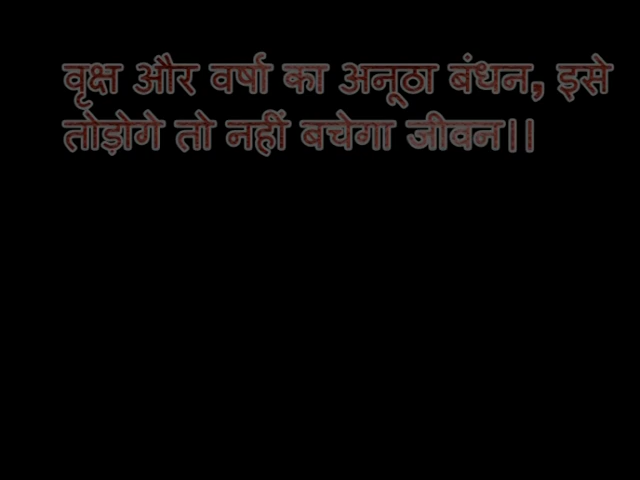 वृक्ष और वर्षा का अनूठा बंधन, इसे
तोड़ोगे तो नहीं बचेगा जीवन।।